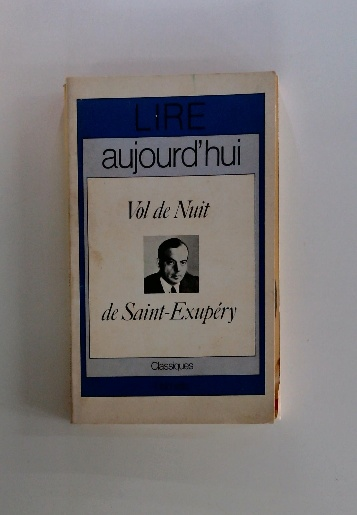 LIRE
aujourd'hui
Vol de Nuit
de Saint-Exupéry
Classiques